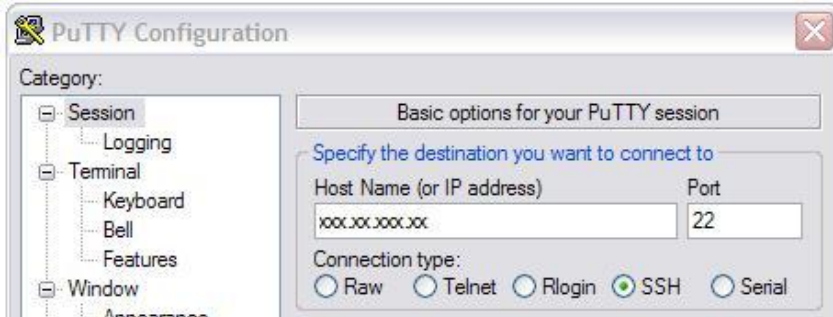 PuTTY Configuration
Category:
Session
Logging
Terminal
Keyboard
Bell
Features
Window
Appearance
Basic options for your PuTTY session
Specify the destination you want to connect to
Host Name (or IP address) Port
xxx.xx.xxx.xx 22
Connection type:
Raw Telnet Rlogin SSH Serial